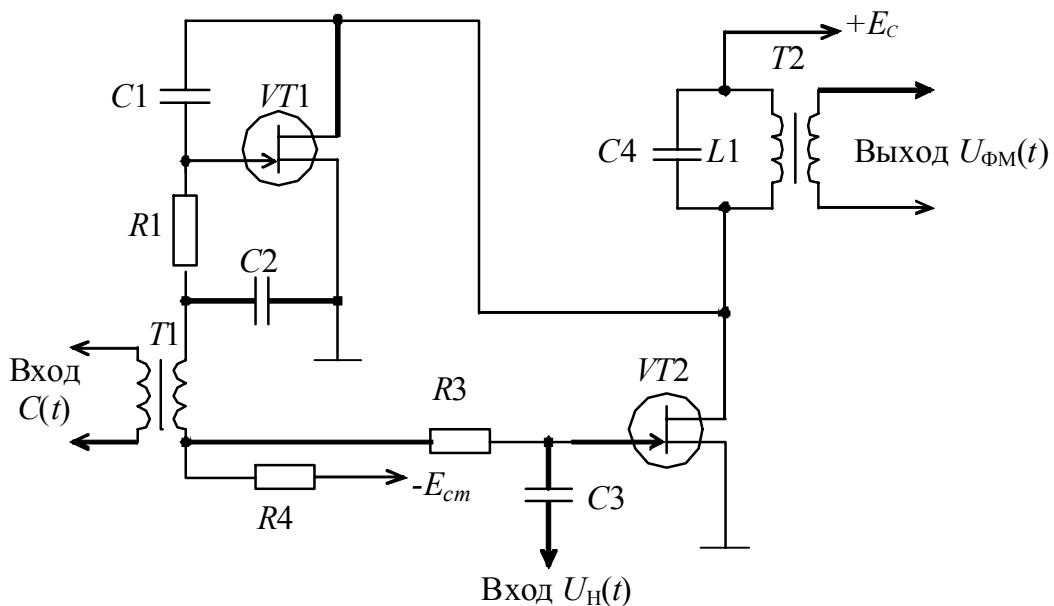 +E_C
T2
C1
VT1
C4
L1
Выход U_ФМ(t)
R1
C2
T1
Вход
C(t)
R3
VT2
-E_cm
R4
C3
Вход U_Н(t)